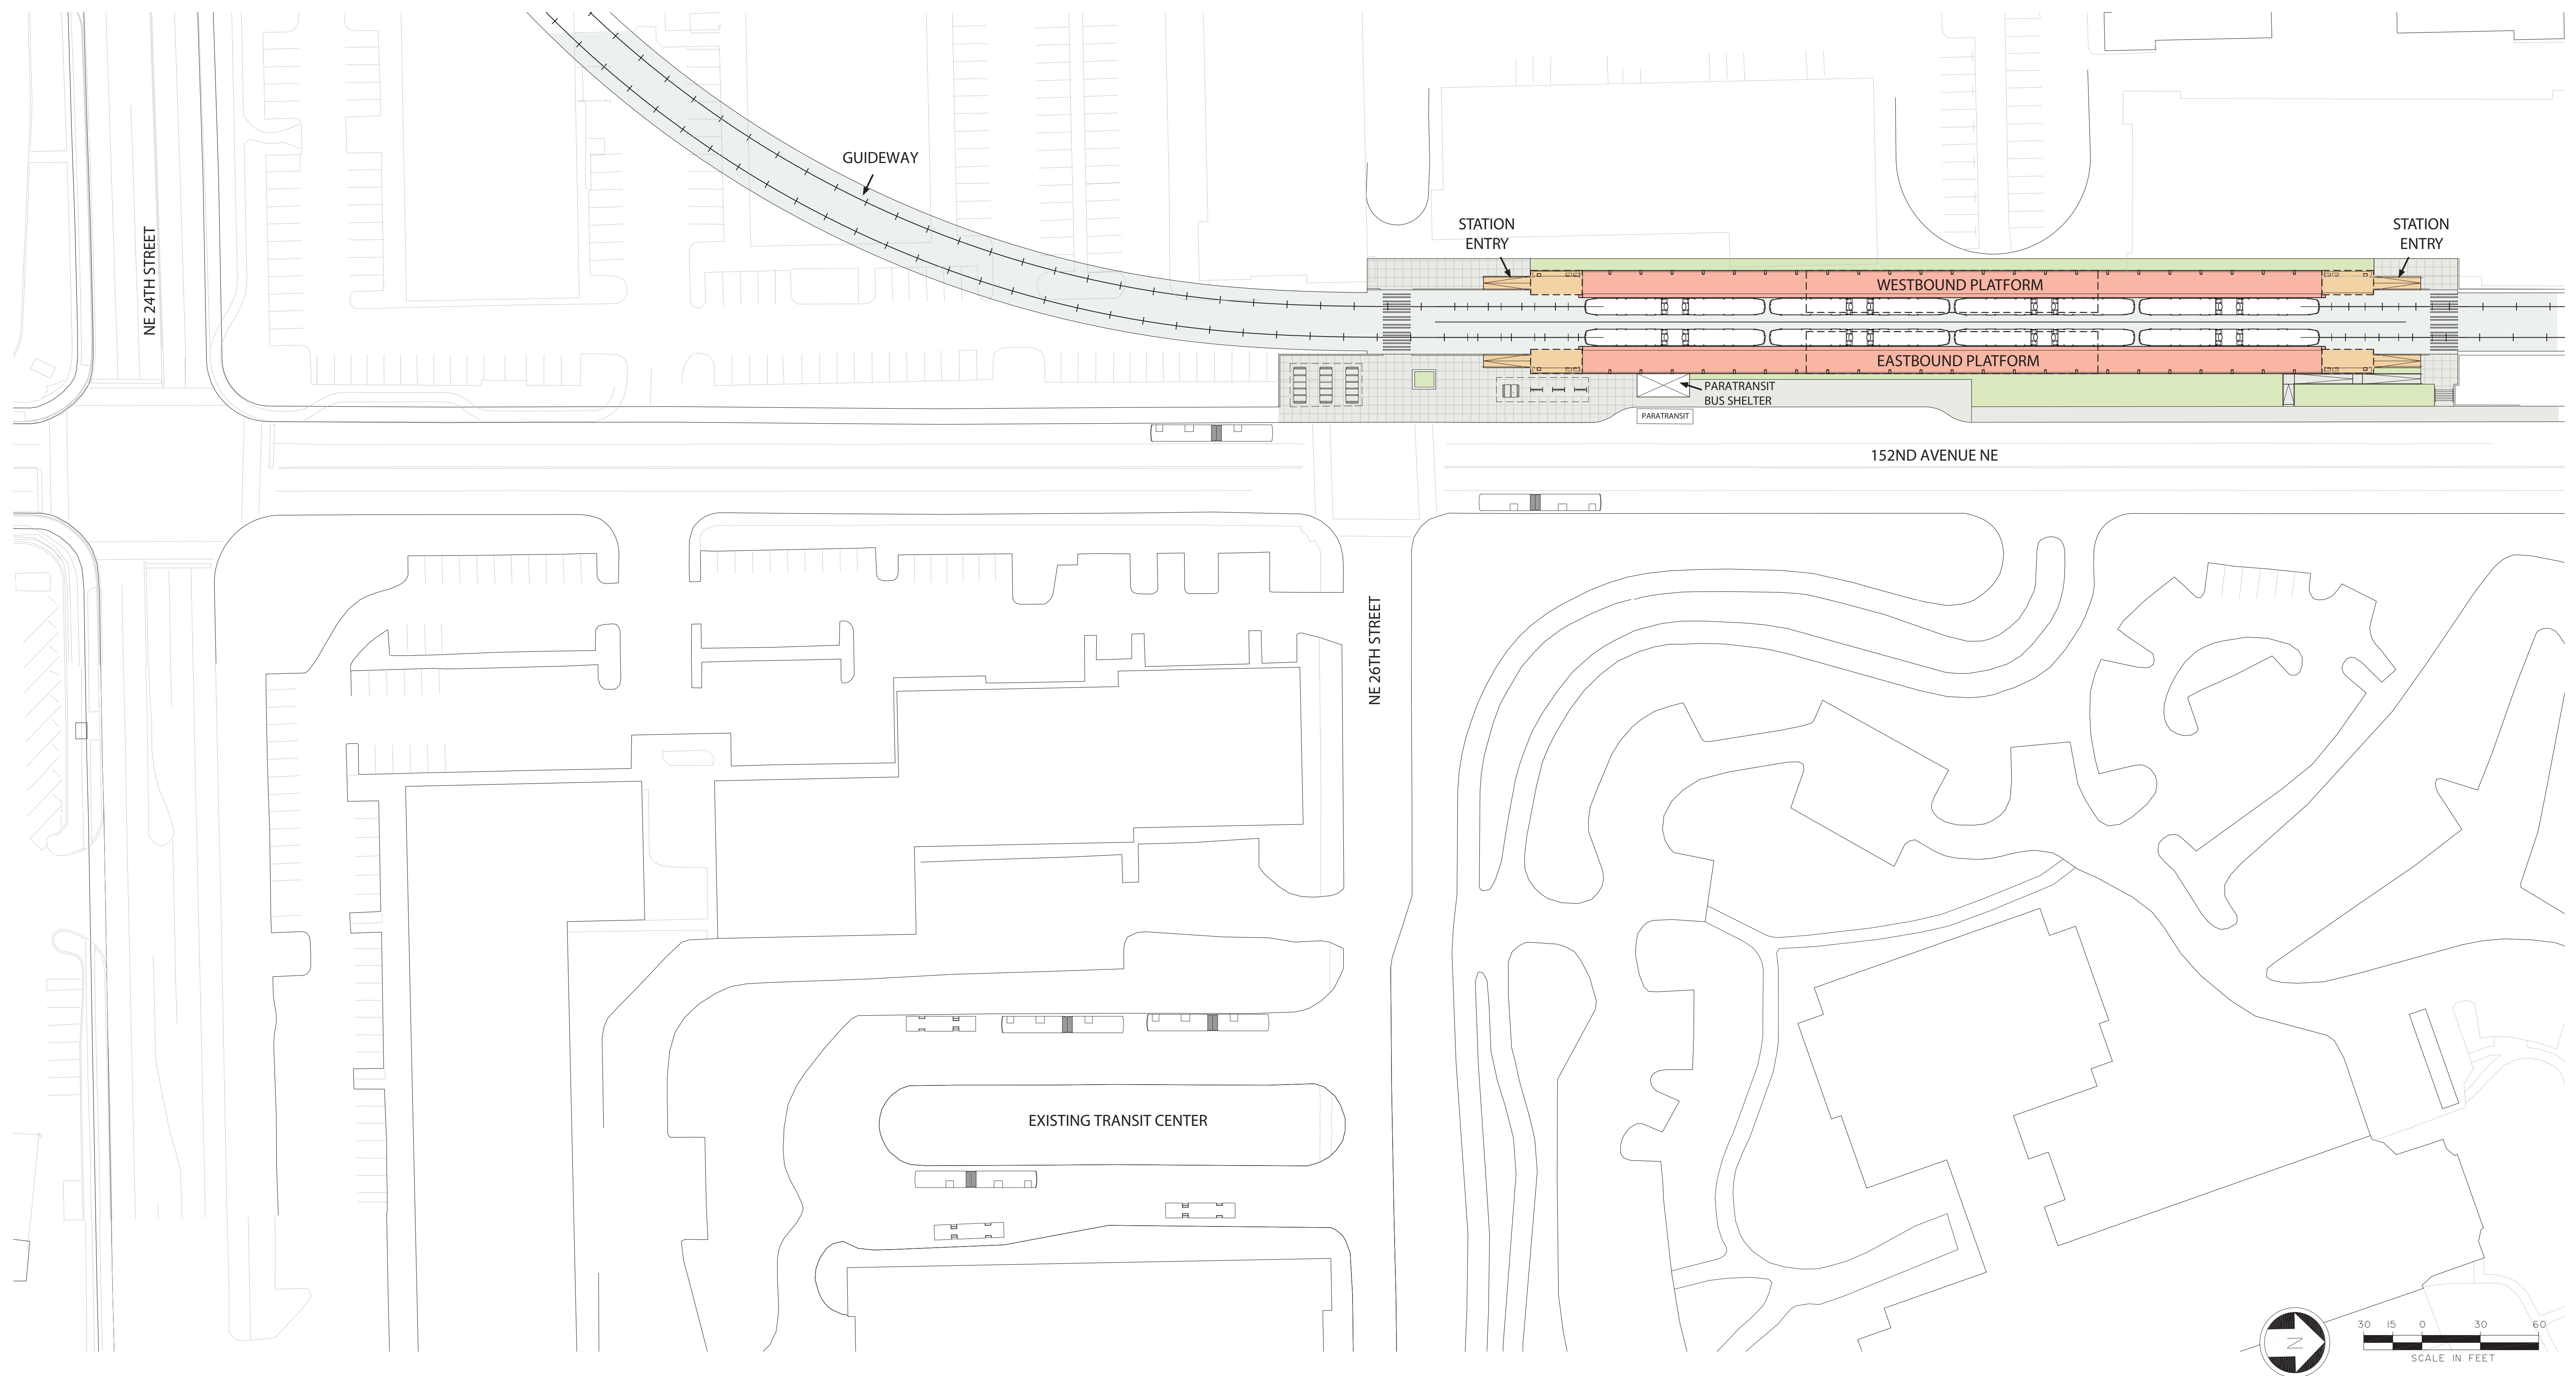 GUIDEWAY
NE 24TH STREET
STATION
ENTRY
STATION
ENTRY
WESTBOUND PLATFORM
EASTBOUND PLATFORM
PARATRANSIT
BUS SHELTER
PARATRANSIT
152ND AVENUE NE
NE 26TH STREET
EXISTING TRANSIT CENTER
N
30 15 0 30 60
SCALE IN FEET